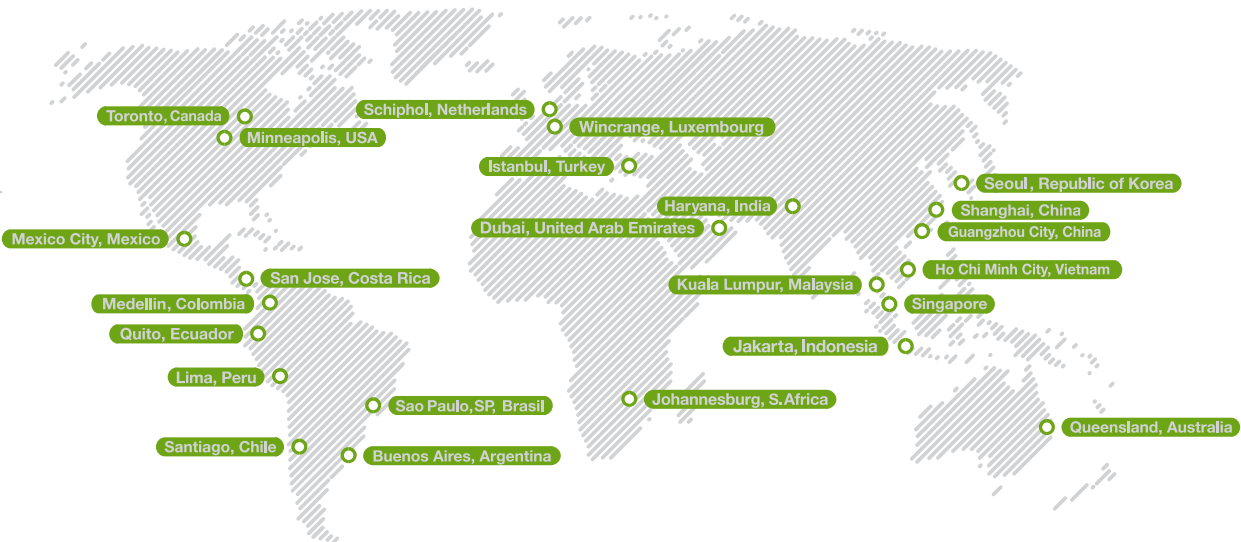 Schiphol, Netherlands
Toronto, Canada
Wincrange, Luxembourg
Minneapolis, USA
Istanbul, Turkey
Seoul, Republic of Korea
Haryana, India
Shanghai, China
Dubai, United Arab Emirates
Guangzhou City, China
Mexico City, Mexico
Ho Chi Minh City, Vietnam
San Jose, Costa Rica
Kuala Lumpur, Malaysia
Medellin, Colombia
Singapore
Quito, Ecuador
Jakarta, Indonesia
Lima, Peru
Johannesburg, S.Africa
Sao Paulo,SP, Brasil
Queensland, Australia
Santiago, Chile
Buenos Aires, Argentina